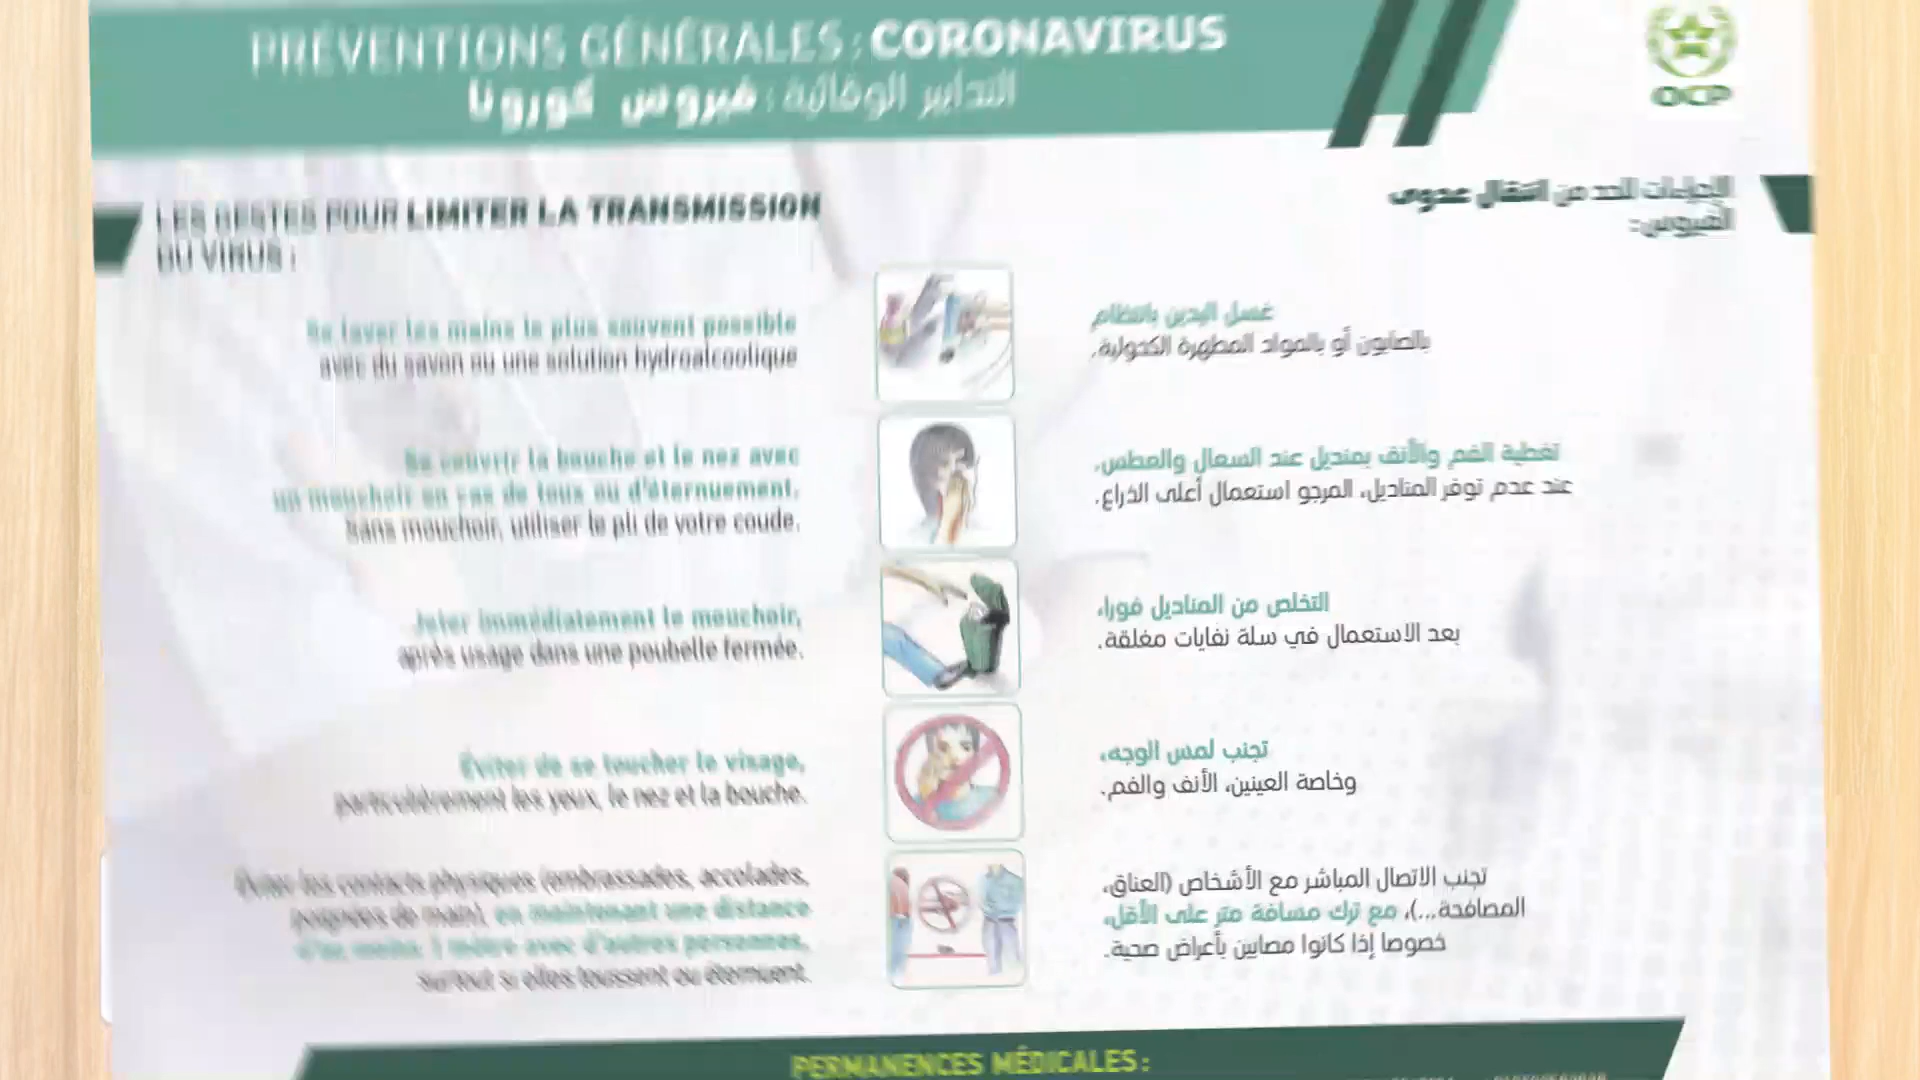 PRÉVENTIONS GÉNÉRALES : CORONAVIRUS
التدابير الوقائية : فيروس كورونا
OCP
LES GESTES POUR LIMITER LA TRANSMISSION
DU VIRUS :
الإجراءات للحد من انتقال عدوى
الفيروس:
Se laver les mains le plus souvent possible
avec du savon ou une solution hydroalcoolique
غسل اليدين بانتظام
بالصابون أو بالمواد المطهرة الكحولية.
Se couvrir la bouche et le nez avec
un mouchoir en cas de toux ou d'éternuement.
Sans mouchoir, utiliser le pli de votre coude.
تغطية الفم والأنف بمنديل عند السعال والعطس.
عند عدم توفر المناديل، المرجو استعمال أعلى الذراع.
Jeter immédiatement le mouchoir,
après usage dans une poubelle fermée.
التخلص من المناديل فورا،
بعد الاستعمال في سلة نفايات مغلقة.
Éviter de se toucher le visage,
particulièrement les yeux, le nez et la bouche.
تجنب لمس الوجه،
وخاصة العينين، الأنف والفم.
Éviter les contacts physiques (embrassades, accolades,
poignées de main), en maintenant une distance
d'au moins 1 mètre avec d'autres personnes,
surtout si elles toussent ou éternuent.
تجنب الاتصال المباشر مع الأشخاص (العناق،
المصافحة...)، مع ترك مسافة متر على الأقل،
خصوصا إذا كانوا مصابين بأعراض صحية.
PERMANENCES MÉDICALES :